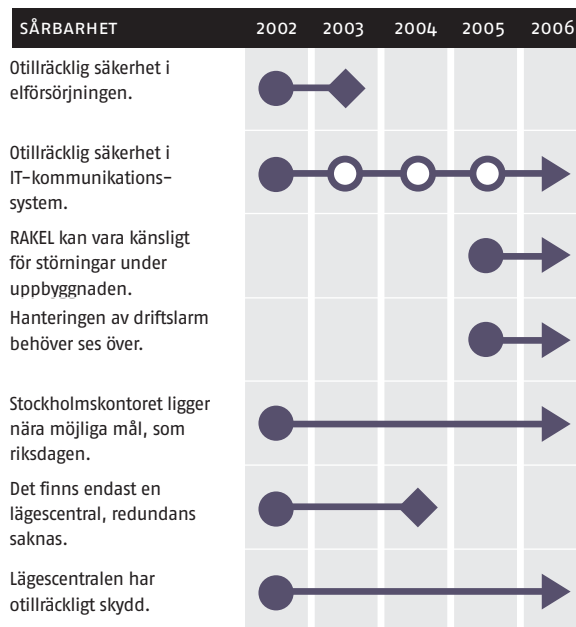 SÅRBARHET 2002 2003 2004 2005 2006
Otillräcklig säkerhet i
elförsörjningen.
Otillräcklig säkerhet i
IT-kommunikations-
system.
RAKEL kan vara känsligt
för störningar under
uppbyggnaden.
Hanteringen av driftslarm
behöver ses över.
Stockholmskontoret ligger
nära möjliga mål, som
riksdagen.
Det finns endast en
lägescentral, redundans
saknas.
Lägescentralen har
otillräckligt skydd.